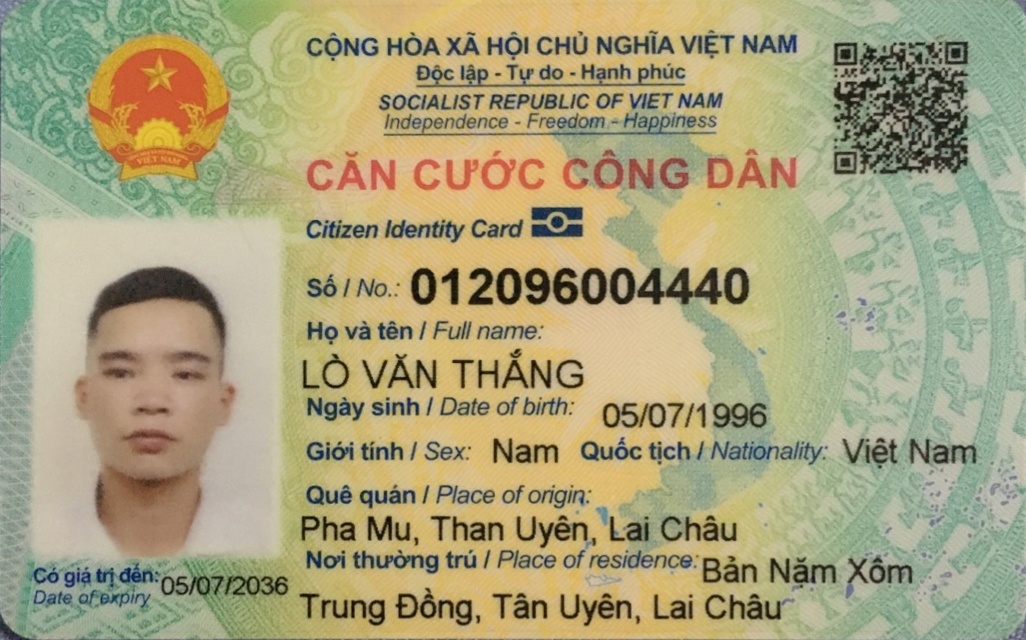 CỘNG HÒA XÃ HỘI CHỦ NGHĨA VIỆT NAM
Độc lập - Tự do - Hạnh phúc
SOCIALIST REPUBLIC OF VIET NAM
Independence - Freedom - Happiness
CĂN CƯỚC CÔNG DÂN
Citizen Identity Card
Số / No.: 012096004440
Họ và tên / Full name:
LÒ VĂN THẮNG
Ngày sinh / Date of birth: 05/07/1996
Giới tính / Sex: Nam Quốc tịch / Nationality: Việt Nam
Quê quán / Place of origin:
Pha Mu, Than Uyên, Lai Châu
Nơi thường trú / Place of residence: Bản Nặm Xôm
Trung Đồng, Tân Uyên, Lai Châu
Có giá trị đến: 05/07/2036
Date of expiry
VIỆT NAM